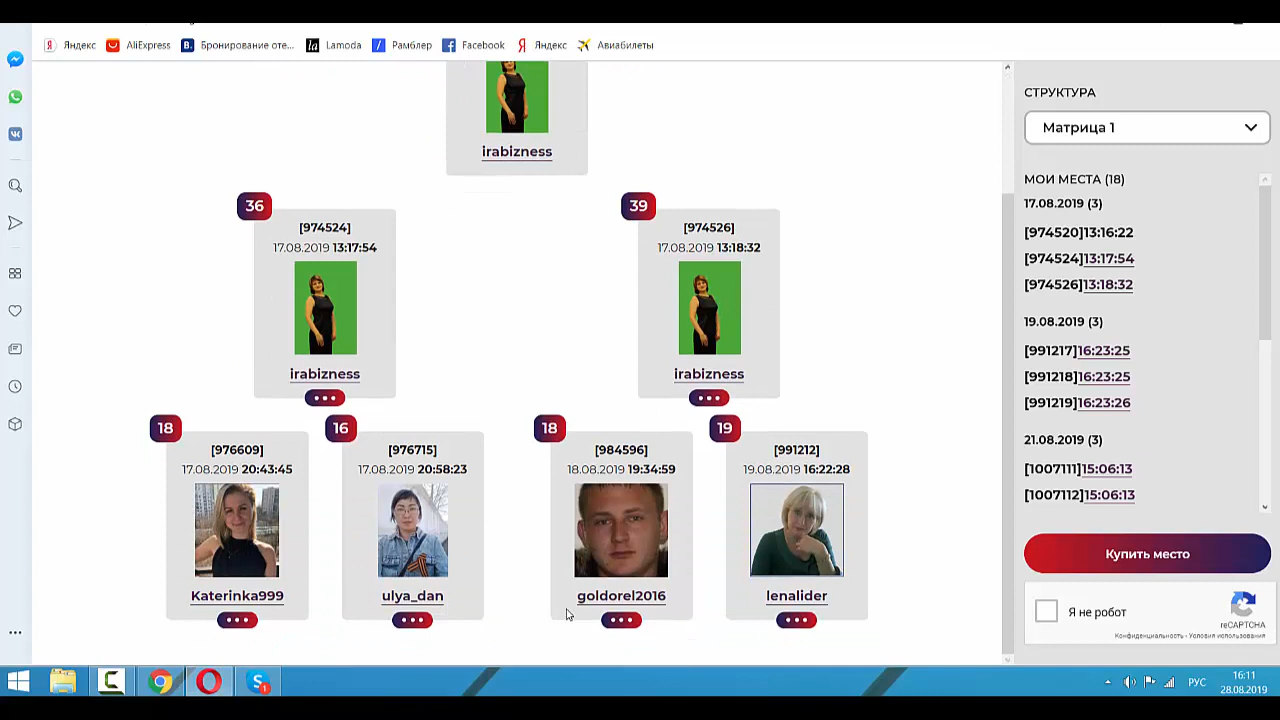 Яндекс
AliExpress
Бронирование оте...
Lamoda
Рамблер
Facebook
Яндекс
Авиабилеты
irabizness
36
[974524]
17.08.2019 13:17:54
irabizness
39
[974526]
17.08.2019 13:18:32
irabizness
18
[976609]
17.08.2019 20:43:45
Katerinka999
16
[976715]
17.08.2019 20:58:23
ulya_dan
18
[984596]
18.08.2019 19:34:59
goldorel2016
19
[991212]
19.08.2019 16:22:28
lenalider
СТРУКТУРА
Матрица 1
МОИ МЕСТА (18)
17.08.2019 (3)
[974520]13:16:22
[974524]13:17:54
[974526]13:18:32
19.08.2019 (3)
[991217]16:23:25
[991218]16:23:25
[991219]16:23:26
21.08.2019 (3)
[1007111]15:06:13
[1007112]15:06:13
Купить место
Я не робот
reCAPTCHA
Конфиденциальность - Условия использования
РУС
16:11
28.08.2019